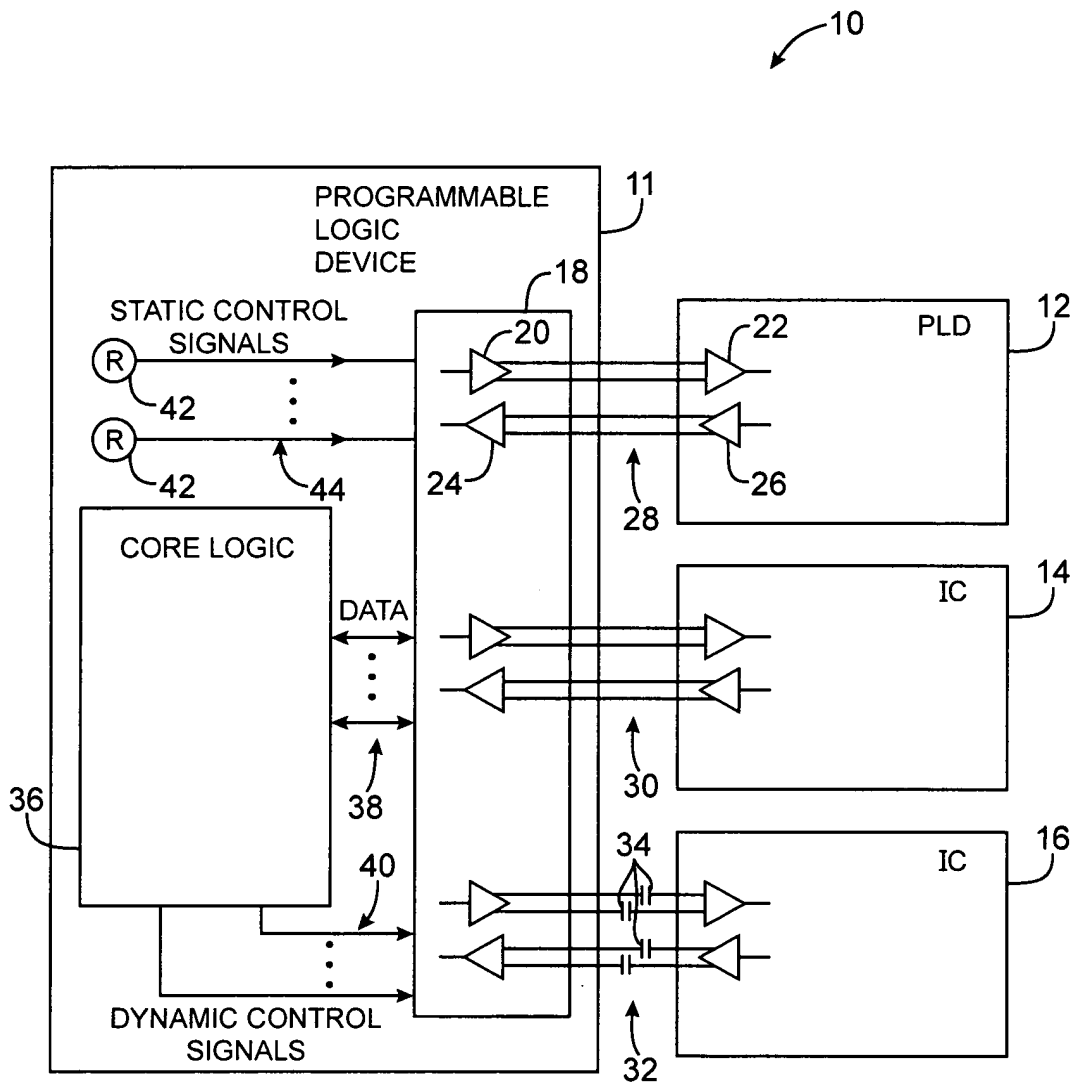 10
PROGRAMMABLE
LOGIC
DEVICE
11
18
STATIC CONTROL
SIGNALS
20
22
PLD
12
R
42
R
42
44
24
28
26
CORE LOGIC
IC
14
DATA
38
30
36
40
34
IC
16
DYNAMIC CONTROL
SIGNALS
32